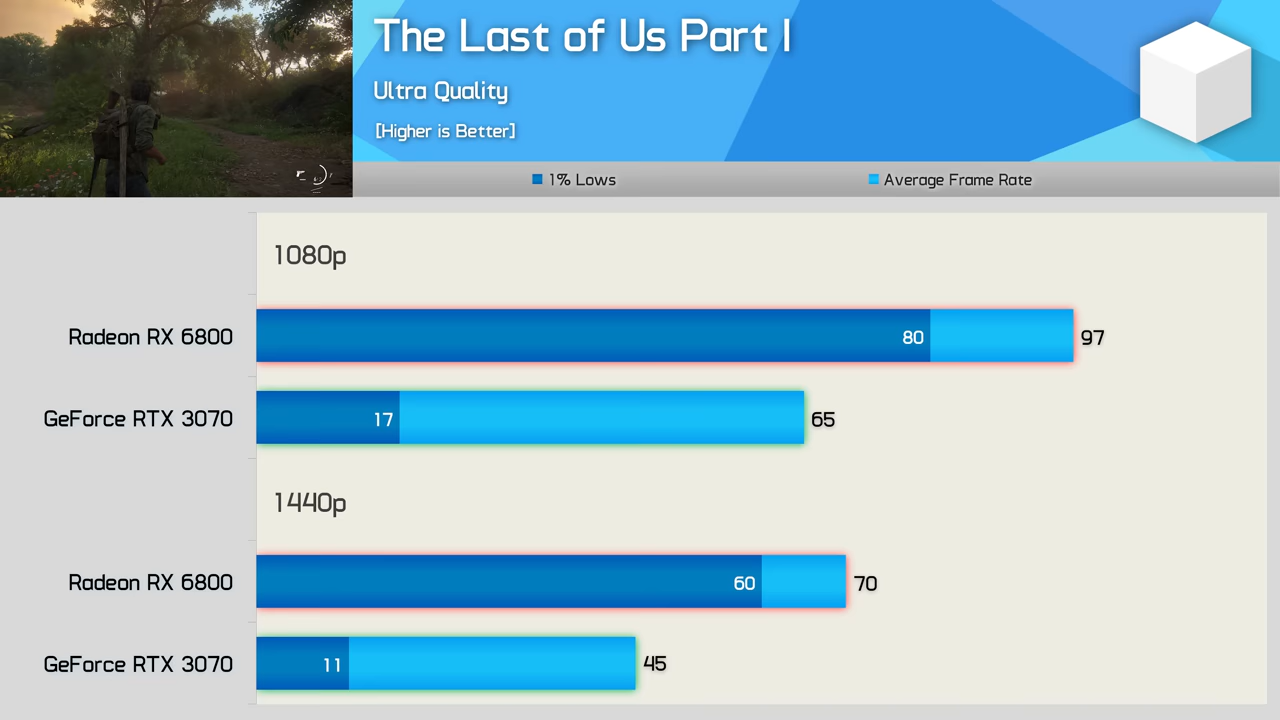 The Last of Us Part I
Ultra Quality
[Higher is Better]
1% Lows
Average Frame Rate
1080p
Radeon RX 6800
80
97
GeForce RTX 3070
17
65
1440p
Radeon RX 6800
60
70
GeForce RTX 3070
11
45